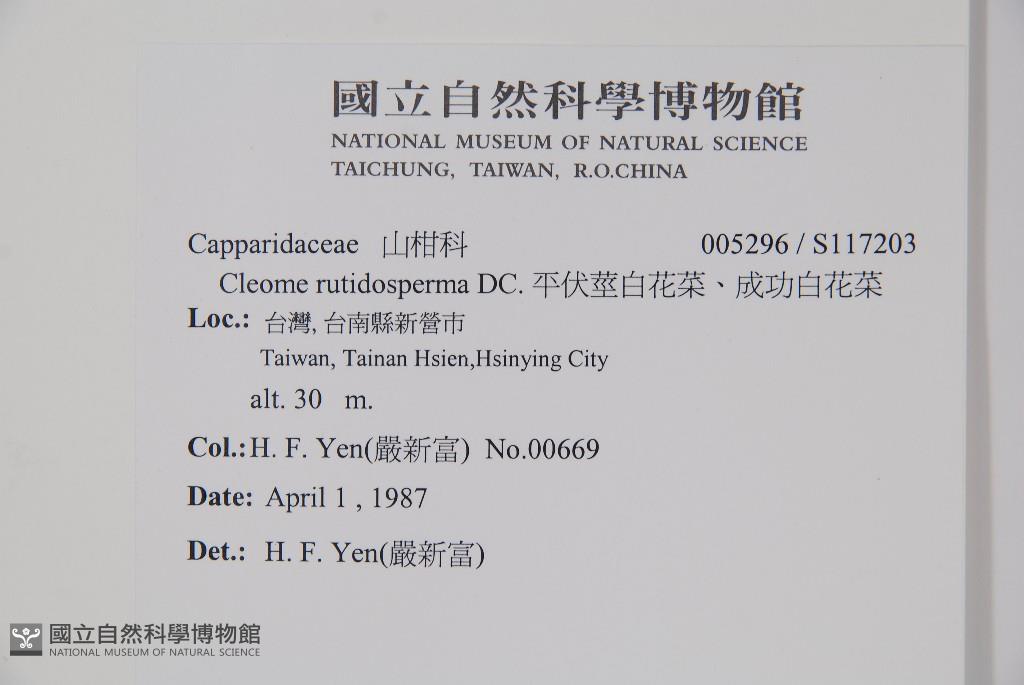 國立自然科學博物館
NATIONAL MUSEUM OF NATURAL SCIENCE
TAICHUNG, TAIWAN, R.O.CHINA
Capparidaceae 山柑科 005296 / S117203
Cleome rutidosperma DC. 平伏莖白花菜、成功白花菜
Loc.: 台灣, 台南縣新營市
Taiwan, Tainan Hsien,Hsinying City
alt. 30 m.
Col.: H. F. Yen(嚴新富) No.00669
Date: April 1 , 1987
Det.: H. F. Yen(嚴新富)
國立自然科學博物館
NATIONAL MUSEUM OF NATURAL SCIENCE